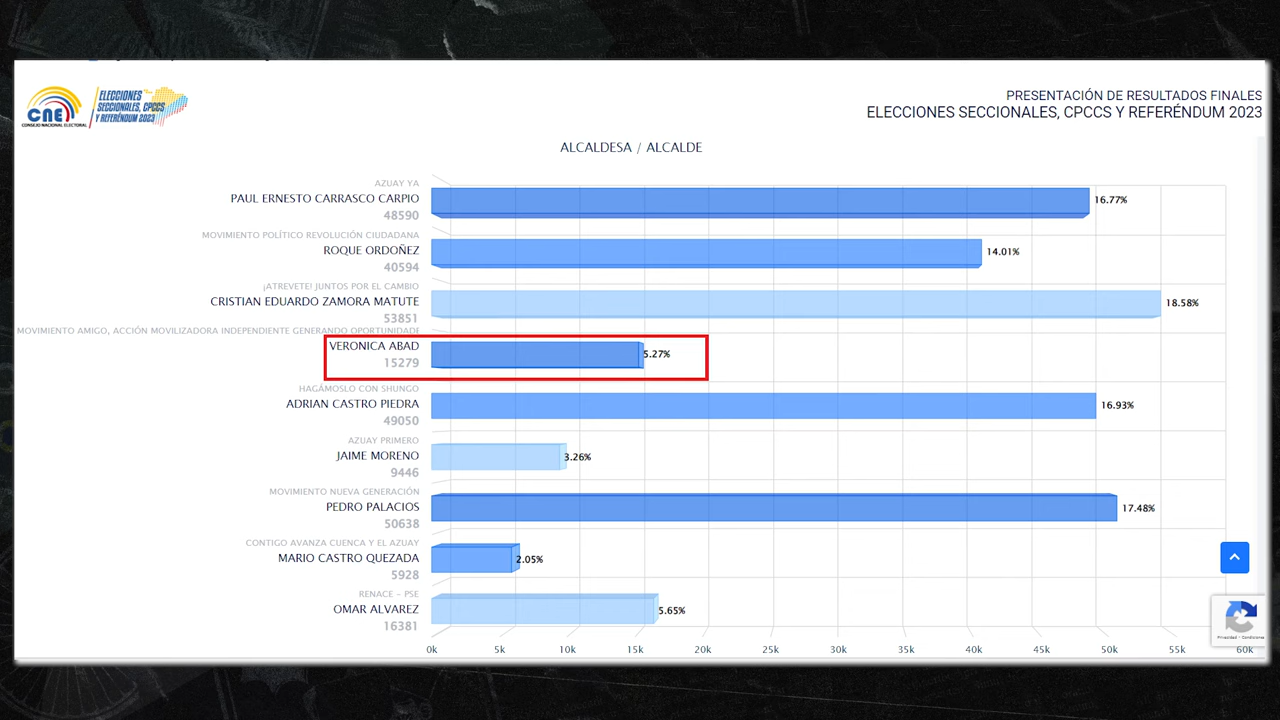 CNE
CONSEJO NACIONAL ELECTORAL
ELECCIONES
SECCIONALES, CPCCS
Y REFERÉNDUM 2023
PRESENTACIÓN DE RESULTADOS FINALES
ELECCIONES SECCIONALES, CPCCS Y REFERÉNDUM 2023
ALCALDESA / ALCALDE
AZUAY YA
PAUL ERNESTO CARRASCO CARPIO
48590
16.77%
MOVIMIENTO POLÍTICO REVOLUCIÓN CIUDADANA
ROQUE ORDOÑEZ
40594
14.01%
¡ATREVETE! JUNTOS POR EL CAMBIO
CRISTIAN EDUARDO ZAMORA MATUTE
53851
18.58%
MOVIMIENTO AMIGO, ACCIÓN MOVILIZADORA INDEPENDIENTE GENERANDO OPORTUNIDADE
VERONICA ABAD
15279
5.27%
HAGÁMOSLO CON SHUNGO
ADRIAN CASTRO PIEDRA
49050
16.93%
AZUAY PRIMERO
JAIME MORENO
9446
3.26%
MOVIMIENTO NUEVA GENERACIÓN
PEDRO PALACIOS
50638
17.48%
CONTIGO AVANZA CUENCA Y EL AZUAY
MARIO CASTRO QUEZADA
5928
2.05%
RENACE – PSE
OMAR ALVAREZ
16381
5.65%
0k 5k 10k 15k 20k 25k 30k 35k 40k 45k 50k 55k 60k
Privacidad - Condiciones